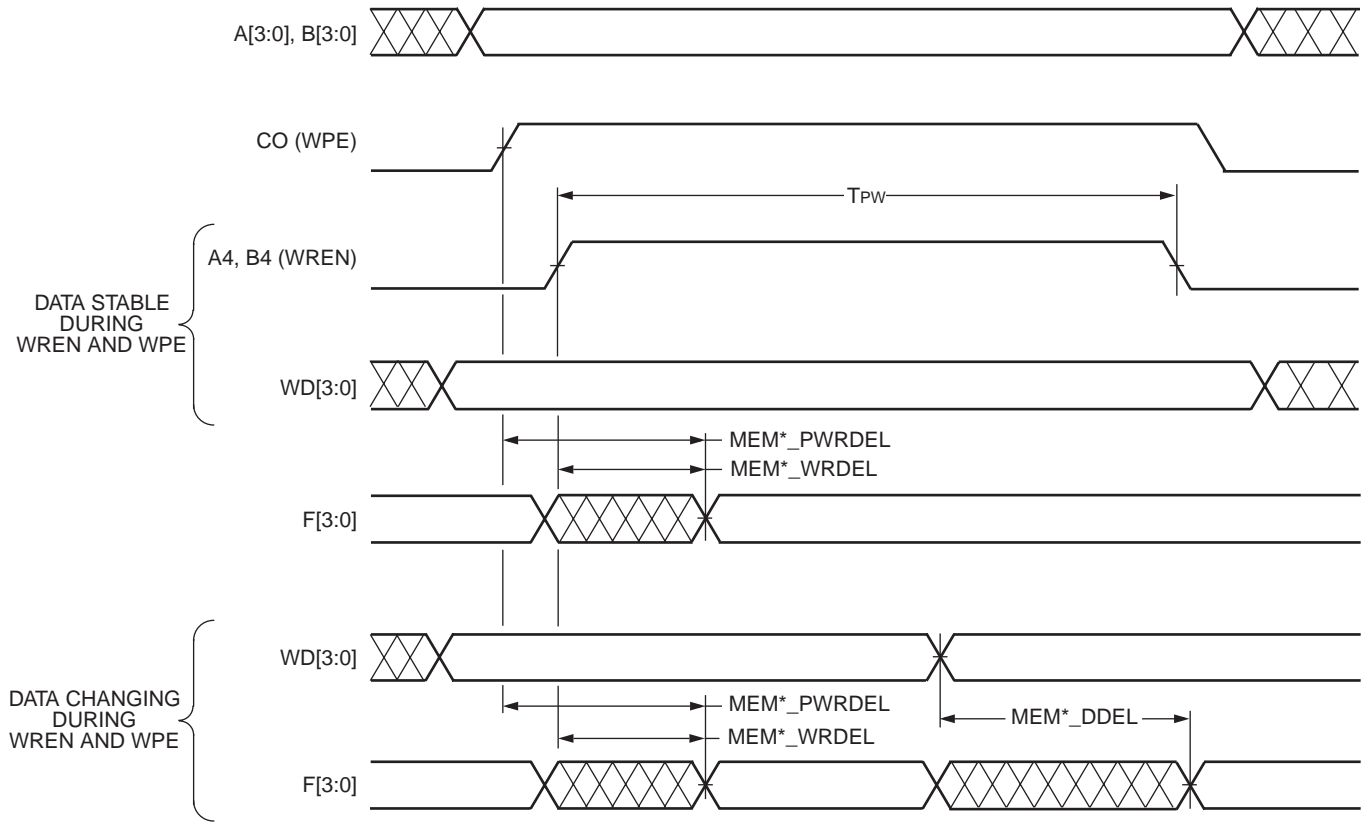 A[3:0], B[3:0]
CO (WPE)
TPW
A4, B4 (WREN)
DATA STABLE
DURING
WREN AND WPE
WD[3:0]
MEM*_PWRDEL
MEM*_WRDEL
F[3:0]
WD[3:0]
DATA CHANGING
DURING
WREN AND WPE
MEM*_PWRDEL
MEM*_DDEL
MEM*_WRDEL
F[3:0]